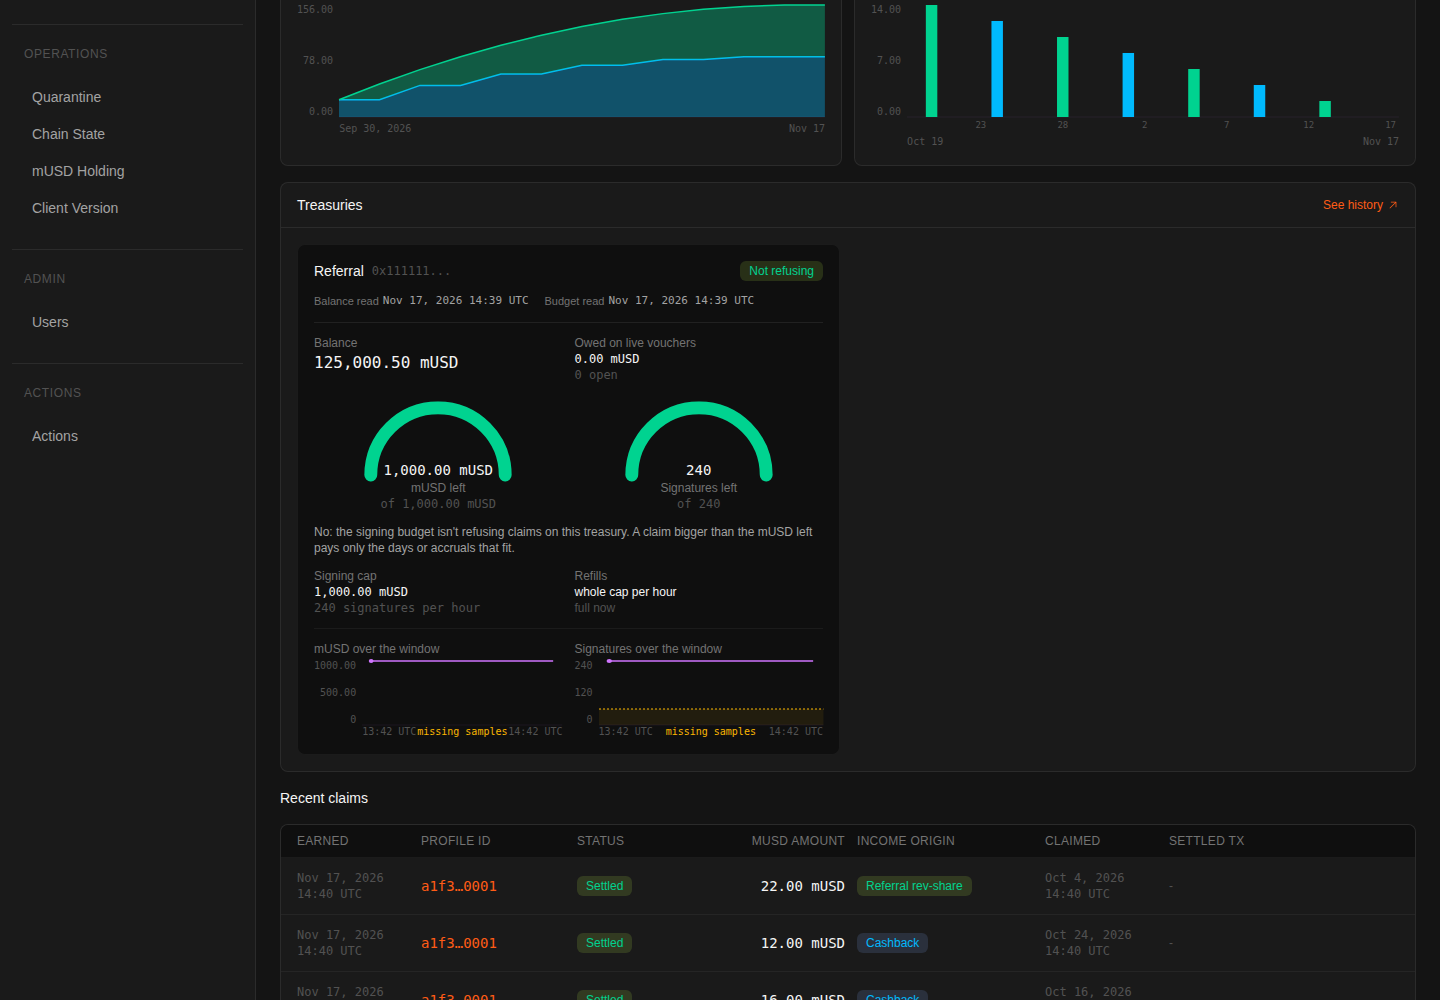 OPERATIONS
Quarantine
Chain State
mUSD Holding
Client Version
ADMIN
Users
ACTIONS
Actions
156.00
78.00
0.00
Sep 30, 2026
Nov 17
14.00
7.00
0.00
23
28
2
7
12
17
Oct 19
Nov 17
Treasuries
See history
Referral 0x111111...
Not refusing
Balance read Nov 17, 2026 14:39 UTC
Budget read Nov 17, 2026 14:39 UTC
Balance
125,000.50 mUSD
Owed on live vouchers
0.00 mUSD
0 open
1,000.00 mUSD
mUSD left
of 1,000.00 mUSD
240
Signatures left
of 240
No: the signing budget isn't refusing claims on this treasury. A claim bigger than the mUSD left
pays only the days or accruals that fit.
Signing cap
1,000.00 mUSD
240 signatures per hour
Refills
whole cap per hour
full now
mUSD over the window
1000.00
500.00
0
13:42 UTC
missing samples
14:42 UTC
Signatures over the window
240
120
0
13:42 UTC
missing samples
14:42 UTC
Recent claims
EARNED PROFILE ID STATUS MUSD AMOUNT INCOME ORIGIN CLAIMED SETTLED TX
Nov 17, 2026
14:40 UTC
a1f3…0001
Settled
22.00 mUSD
Referral rev-share
Oct 4, 2026
14:40 UTC
-
Nov 17, 2026
14:40 UTC
a1f3…0001
Settled
12.00 mUSD
Cashback
Oct 24, 2026
14:40 UTC
-
Nov 17, 2026
a1f3…0001
Settled
16.00 mUSD
Cashback
Oct 16, 2026